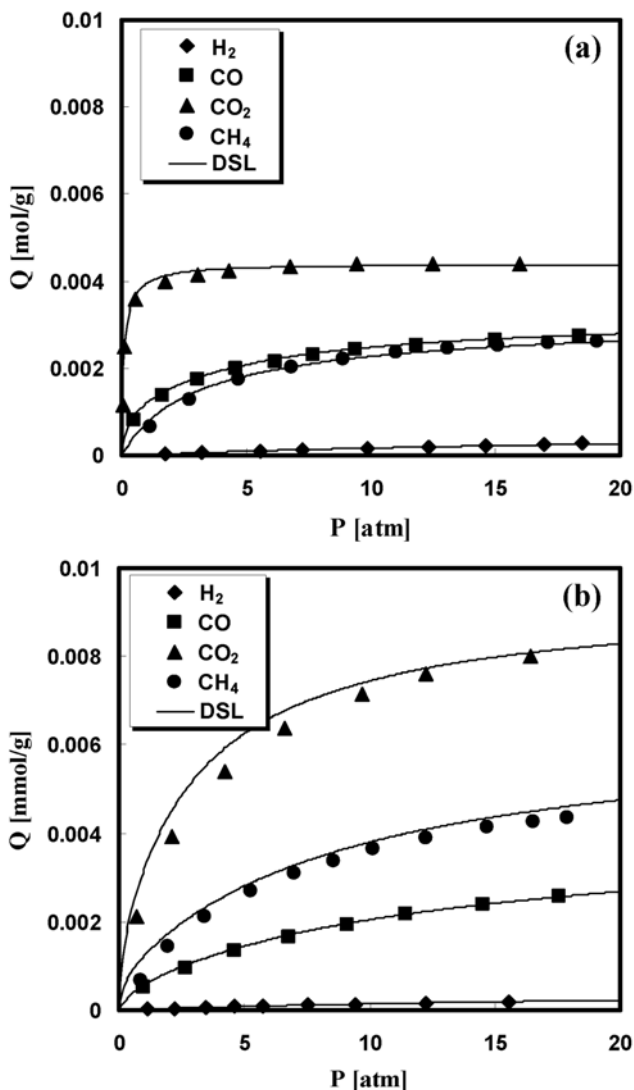 (a)
H₂
CO
CO₂
CH₄
DSL
Q [mol/g]
0.01
0.008
0.006
0.004
0.002
0
0 5 10 15 20
P [atm]
(b)
H₂
CO
CO₂
CH₄
DSL
Q [mmol/g]
0.01
0.008
0.006
0.004
0.002
0
0 5 10 15 20
P [atm]